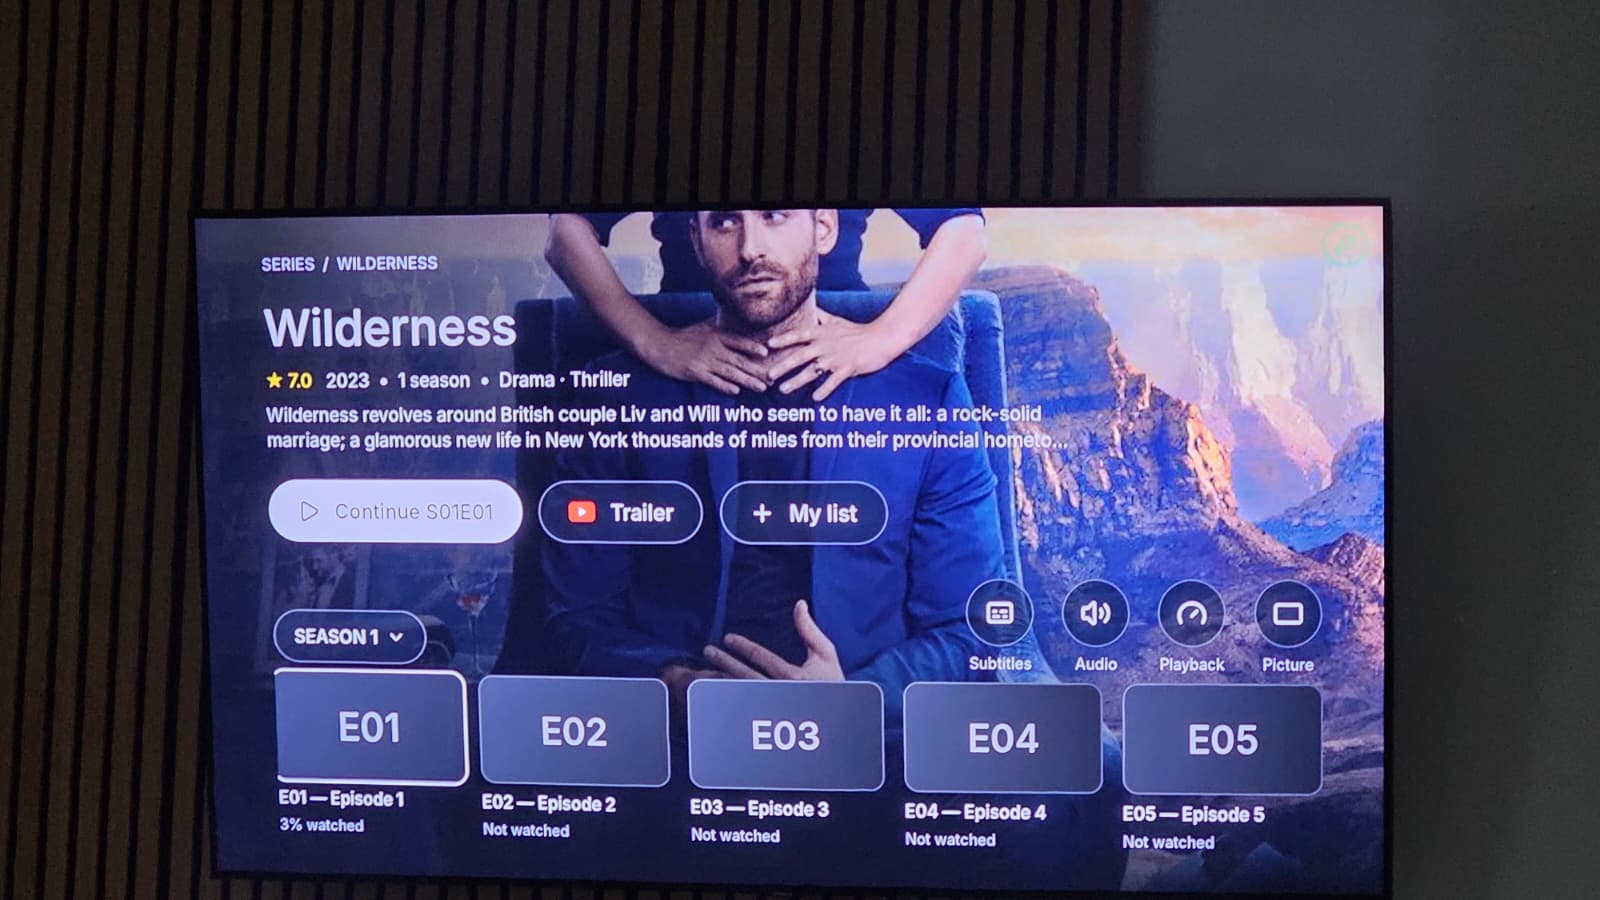 SERIES / WILDERNESS
Wilderness
★ 7.0 2023 • 1 season • Drama · Thriller
Wilderness revolves around British couple Liv and Will who seem to have it all: a rock-solid
marriage; a glamorous new life in New York thousands of miles from their provincial hometo...
Continue S01E01
Trailer
+ My list
SEASON 1
Subtitles
Audio
Playback
Picture
E01
E02
E03
E04
E05
E01 — Episode 1
E02 — Episode 2
E03 — Episode 3
E04 — Episode 4
E05 — Episode 5
3% watched
Not watched
Not watched
Not watched
Not watched